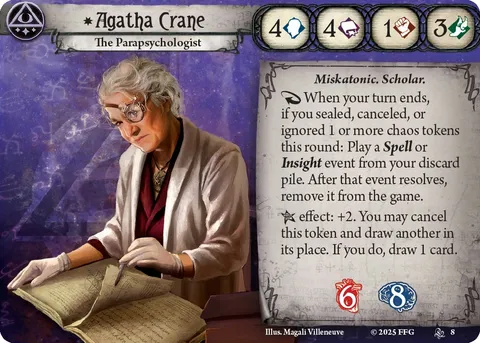 Agatha Crane
The Parapsychologist
4 4 1 3
Miskatonic. Scholar.
When your turn ends,
if you sealed, canceled, or
ignored 1 or more chaos tokens
this round: Play a Spell or
Insight event from your discard
pile. After that event resolves,
remove it from the game.
effect: +2. You may cancel
this token and draw another in
its place. If you do, draw 1 card.
6 8
Illus. Magali Villeneuve © 2025 FFG 8